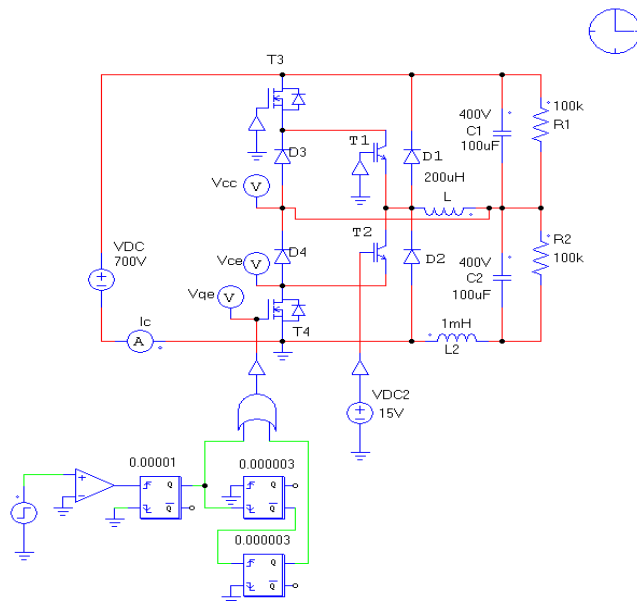 T3
400V
C1
100uF
100k
R1
T1
D3
D1
200uH
L
Vcc
V
T2
D4
R2
100k
VDC
700V
Vce
V
D2
400V
C2
100uF
Vqe
V
T4
Ic
A
1mH
L2
VDC2
15V
0.00001
Q
Q
0.000003
Q
Q
0.000003
Q
Q